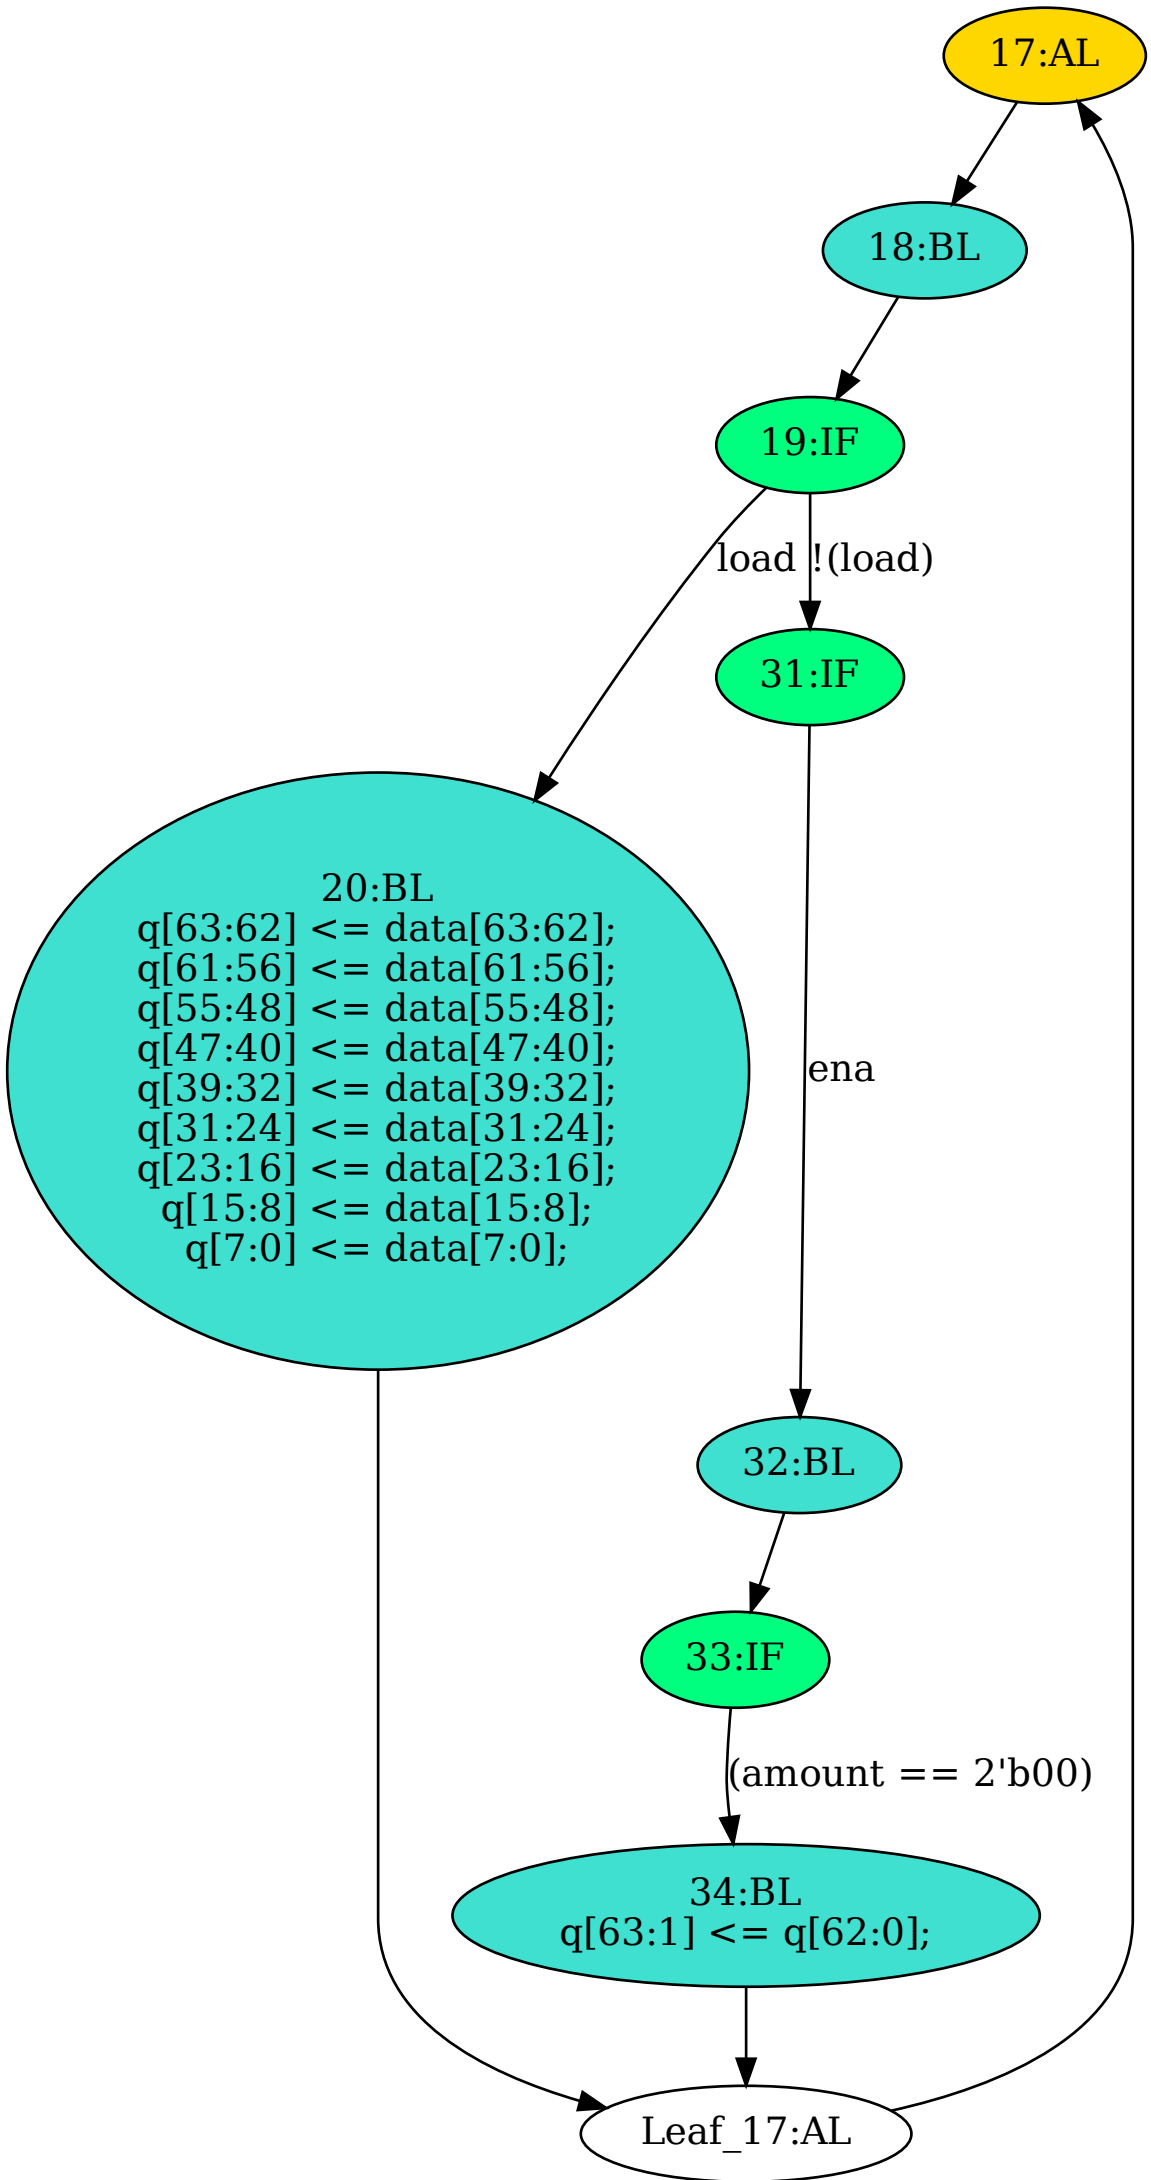 17:AL
18:BL
19:IF
load
!(load)
31:IF
20:BL
q[63:62] <= data[63:62];
q[61:56] <= data[61:56];
q[55:48] <= data[55:48];
q[47:40] <= data[47:40];
q[39:32] <= data[39:32];
q[31:24] <= data[31:24];
q[23:16] <= data[23:16];
q[15:8] <= data[15:8];
q[7:0] <= data[7:0];
ena
32:BL
33:IF
(amount == 2'b00)
34:BL
q[63:1] <= q[62:0];
Leaf_17:AL